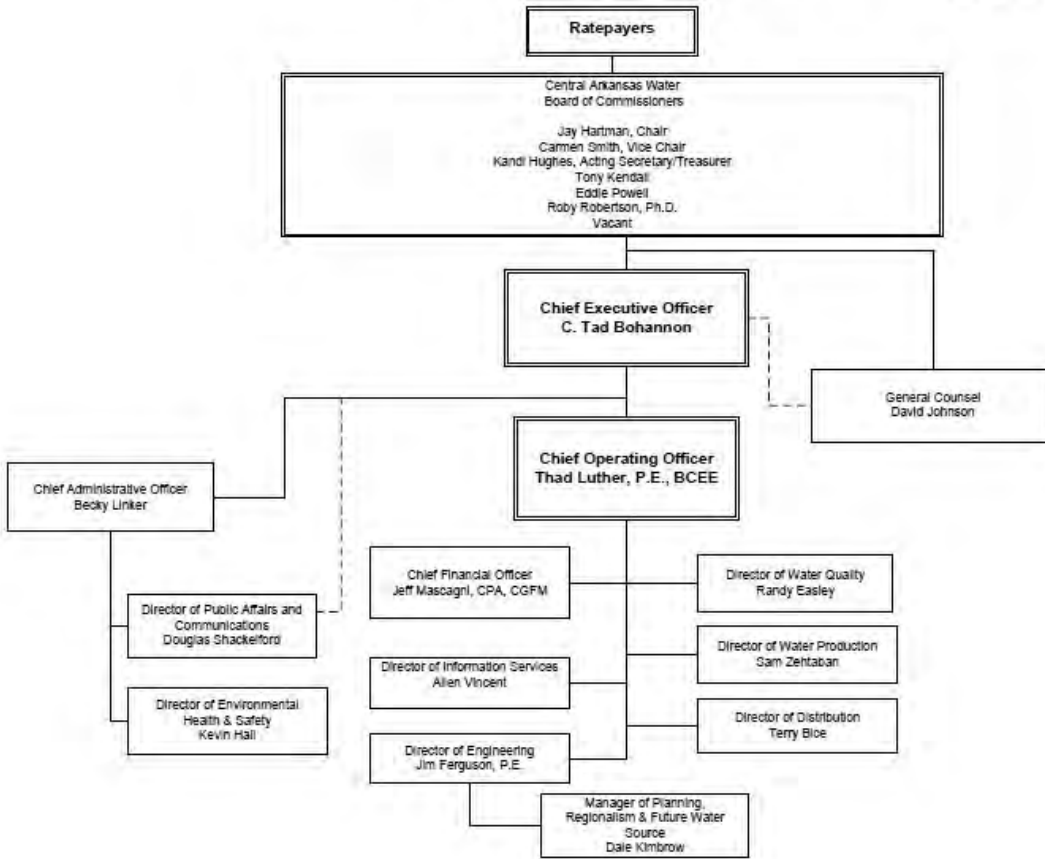 Ratepayers
Central Arkansas Water
Board of Commissioners
Jay Hartman, Chair
Carmen Smith, Vice Chair
Kandi Hughes, Acting Secretary/Treasurer
Tony Kendall
Eddie Powell
Roby Robertson, Ph.D.
Vacant
Chief Executive Officer
C. Tad Bohannon
General Counsel
David Johnson
Chief Operating Officer
Thad Luther, P.E., BCEE
Chief Administrative Officer
Becky Linker
Chief Financial Officer
Jeff Mascagni, CPA, CGFM
Director of Water Quality
Randy Easley
Director of Public Affairs and
Communications
Douglas Shackelford
Director of Water Production
Sam Zehtaban
Director of Information Services
Allen Vincent
Director of Environmental
Health & Safety
Kevin Hall
Director of Distribution
Terry Bice
Director of Engineering
Jim Ferguson, P.E.
Manager of Planning,
Regionalism & Future Water
Source
Dale Kimbrow